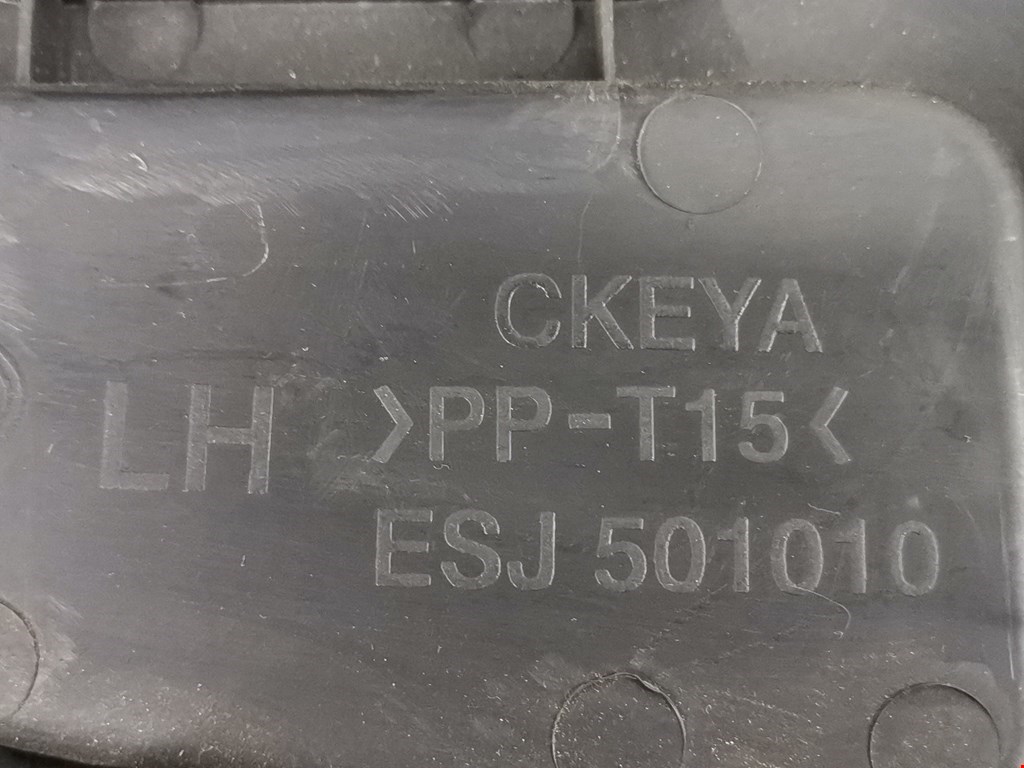 CKEYA
LH >PP-T15<
ESJ 501010